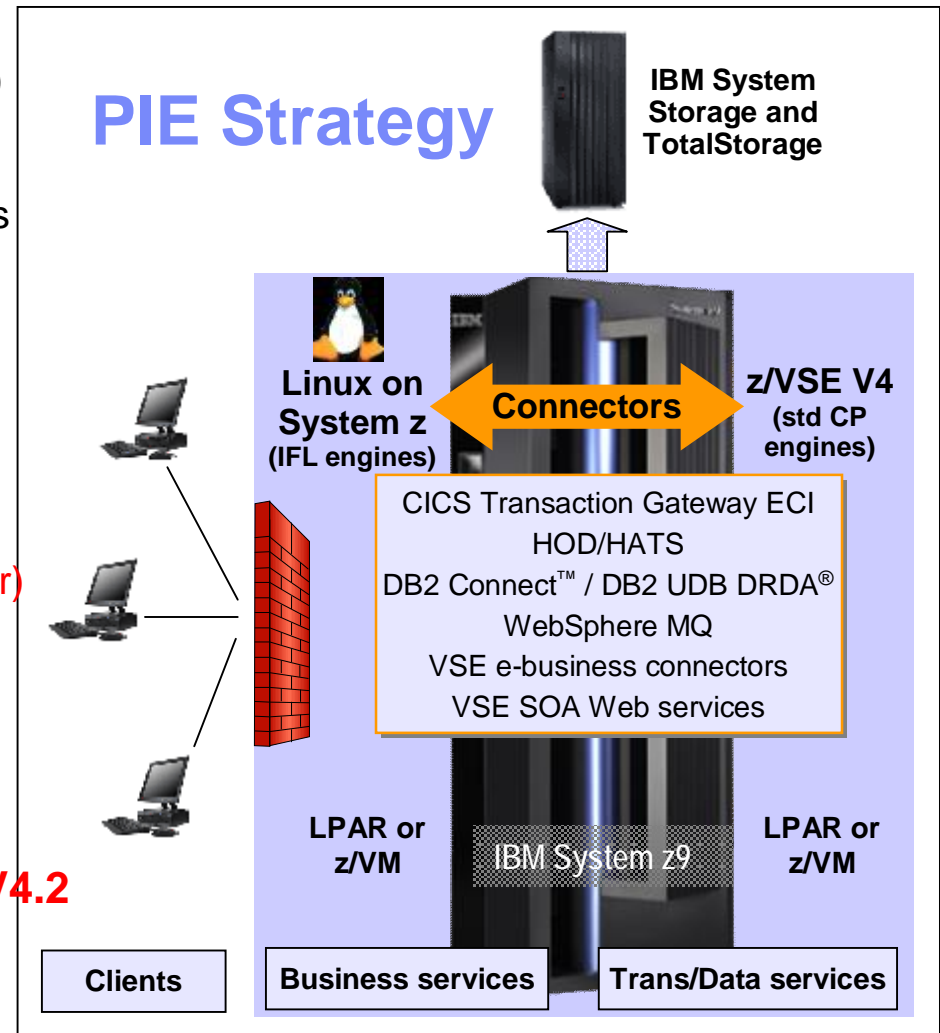 PIE Strategy
IBM System
Storage and
TotalStorage
)
s
r)
V4.2
IBM
Linux on
System z
(IFL engines)
Connectors
z/VSE V4
(std CP
engines)
CICS Transaction Gateway ECI
HOD/HATS
DB2 Connect™ / DB2 UDB DRDA®
WebSphere MQ
VSE e-business connectors
VSE SOA Web services
LPAR or
z/VM
IBM System z9
LPAR or
z/VM
Clients
Business services
Trans/Data services